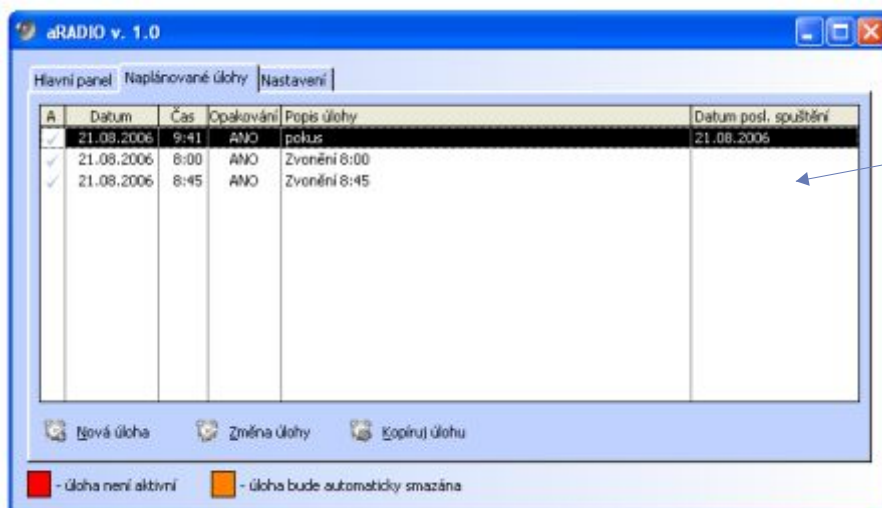 aRADIO v. 1.0
Hlavní panel Naplánované úlohy Nastavení
A Datum Čas Opakování Popis úlohy Datum posl. spuštění
21.08.2006 9:41 ANO pokus 21.08.2006
21.08.2006 8:00 ANO Zvonění 8:00
21.08.2006 8:45 ANO Zvonění 8:45
Nová úloha Změna úlohy Kopíruj úlohu
- úloha není aktivní - úloha bude automaticky smazána